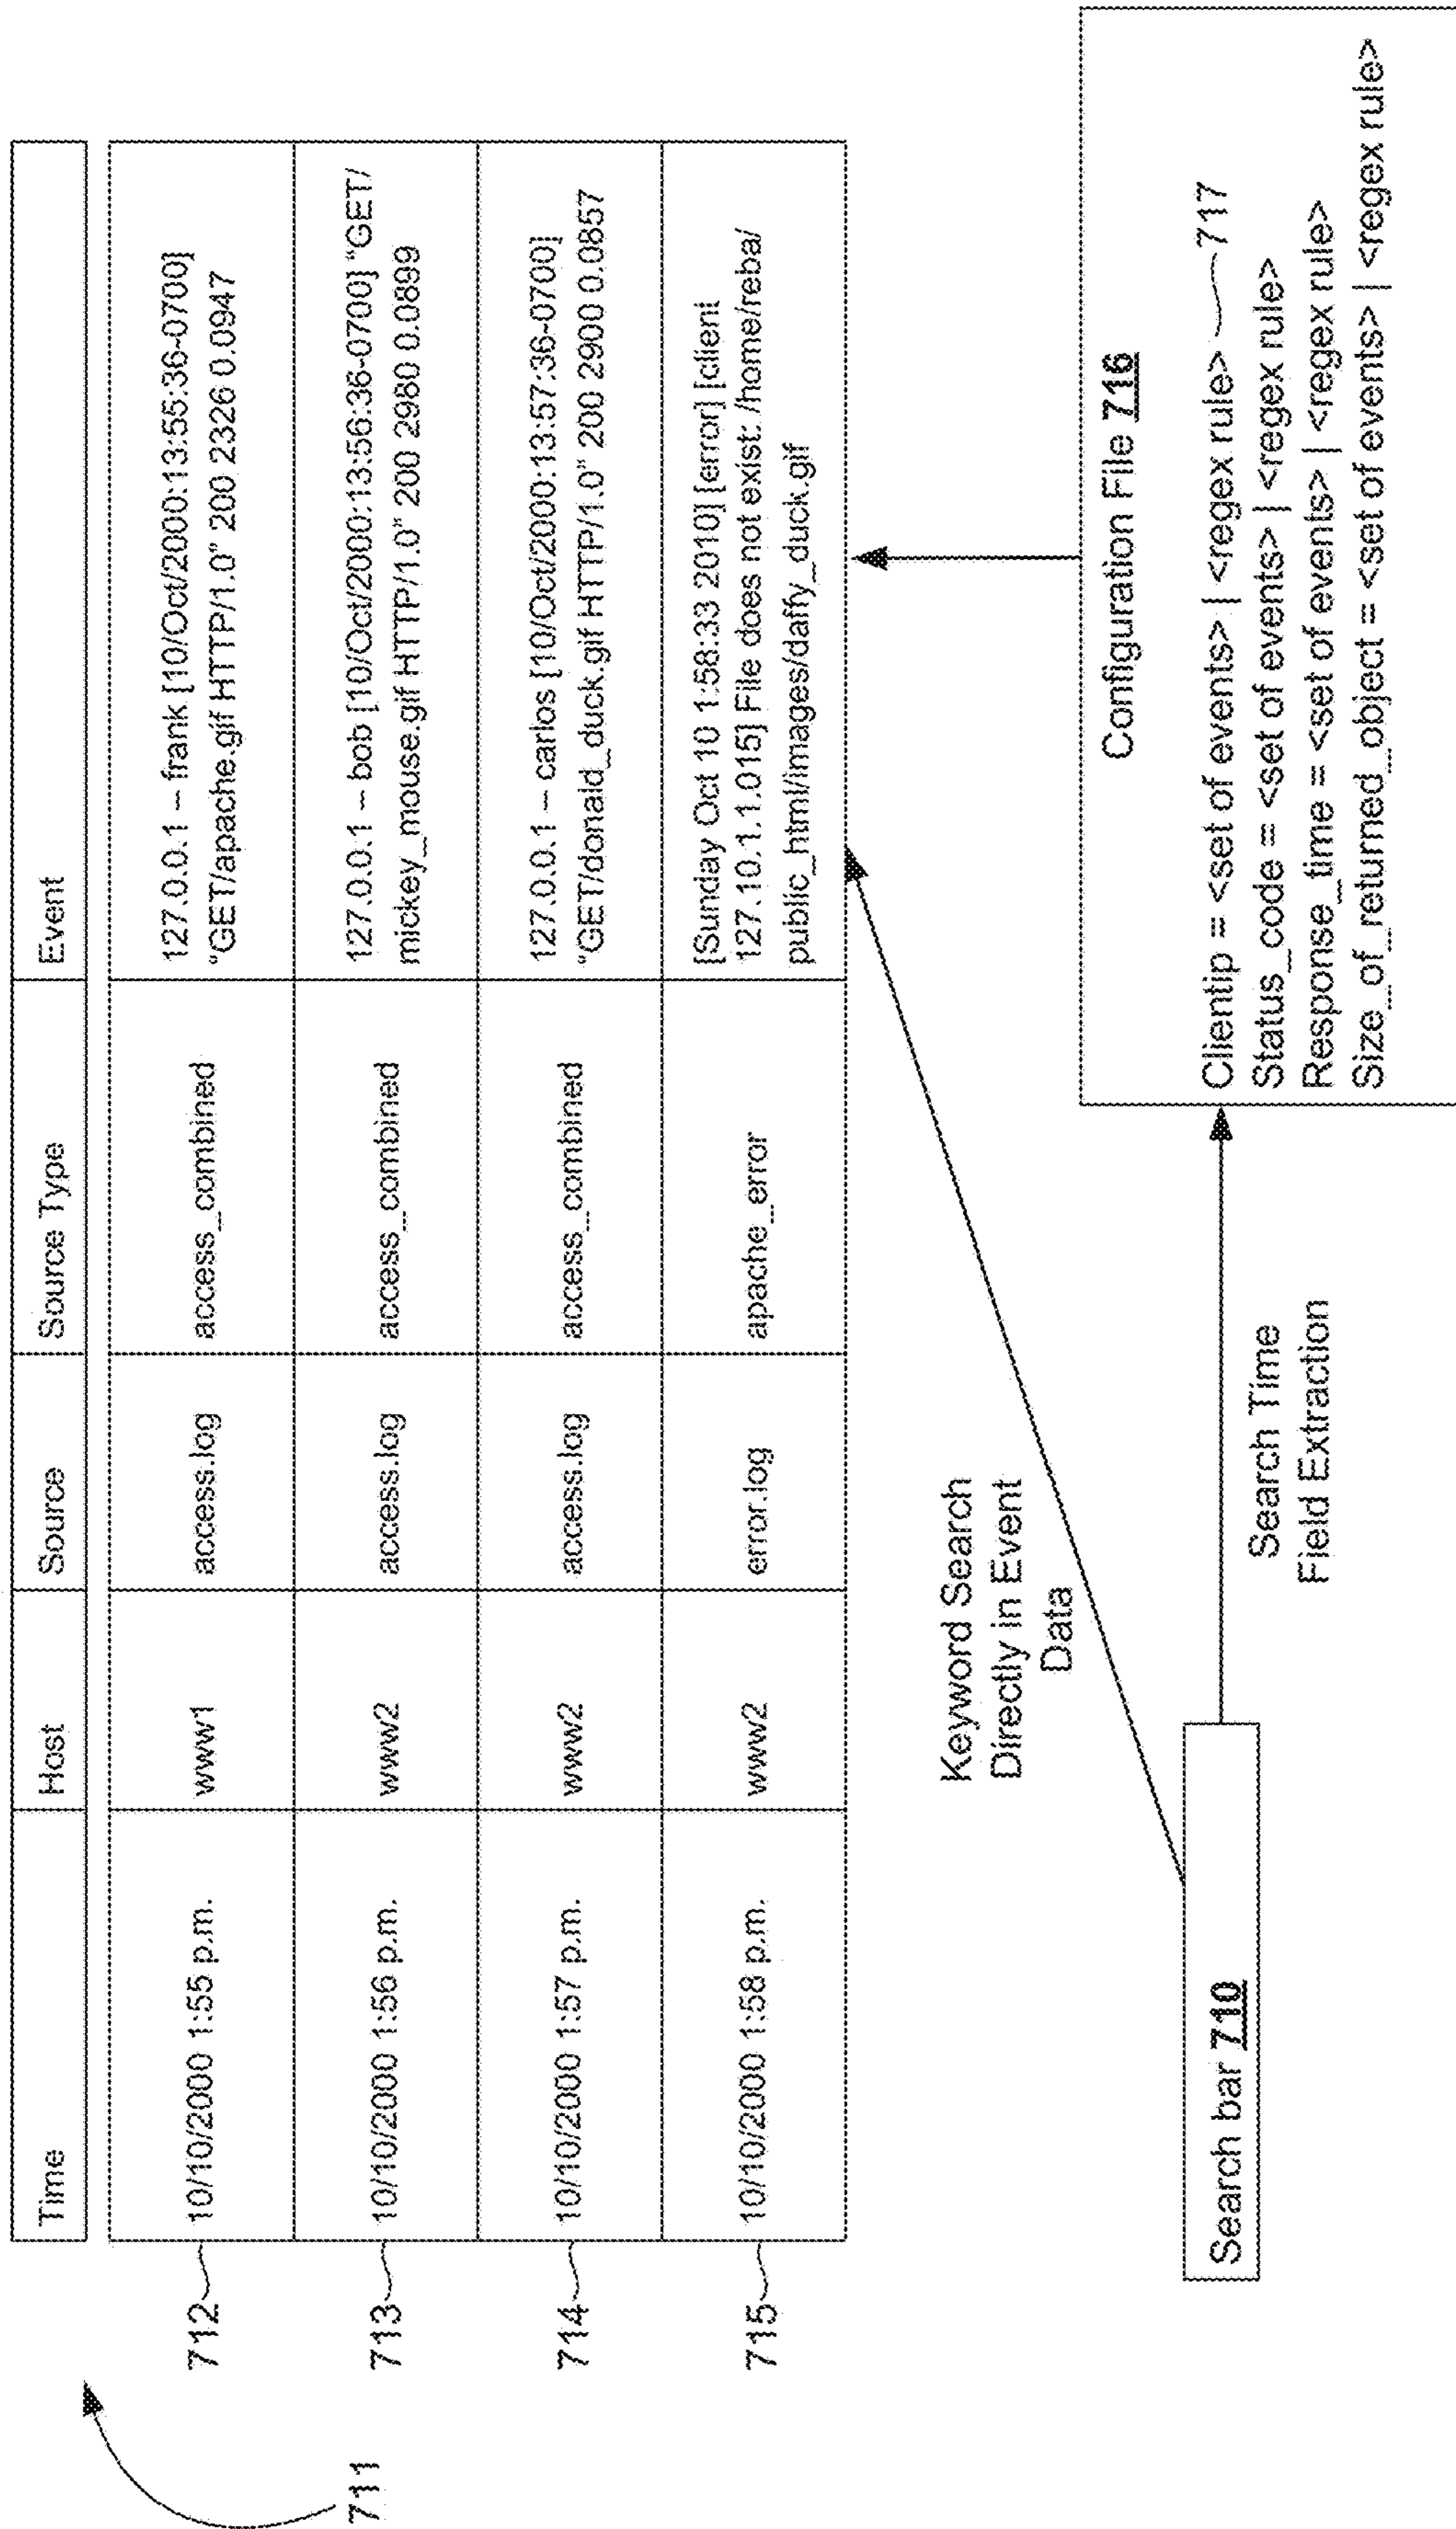 711
Time Host Source Source Type Event
712 10/10/2000 1:55 p.m. www1 access.log access_combined 127.0.0.1 – frank [10/Oct/2000:13:55:36-0700]
"GET/apache.gif HTTP/1.0" 200 2326 0.0947
713 10/10/2000 1:56 p.m. www2 access.log access_combined 127.0.0.1 – bob [10/Oct/2000:13:56:36-0700] "GET/
mickey_mouse.gif HTTP/1.0" 200 2980 0.0899
714 10/10/2000 1:57 p.m. www2 access.log access_combined 127.0.0.1 – carlos [10/Oct/2000:13:57:36-0700]
"GET/donald_duck.gif HTTP/1.0" 200 2900 0.0857
715 10/10/2000 1:58 p.m. www2 error.log apache_error [Sunday Oct 10 1:58:33 2010] [error] [client
127.10.1.1.015] File does not exist: /home/reba/
public_html/images/daffy_duck.gif
Keyword Search
Directly in Event
Data
Search bar 710
Search Time
Field Extraction
Configuration File 716
Clientip = <set of events> | <regex rule> 717
Status_code = <set of events> | <regex rule>
Response_time = <set of events> | <regex rule>
Size_of_returned_object = <set of events> | <regex rule>